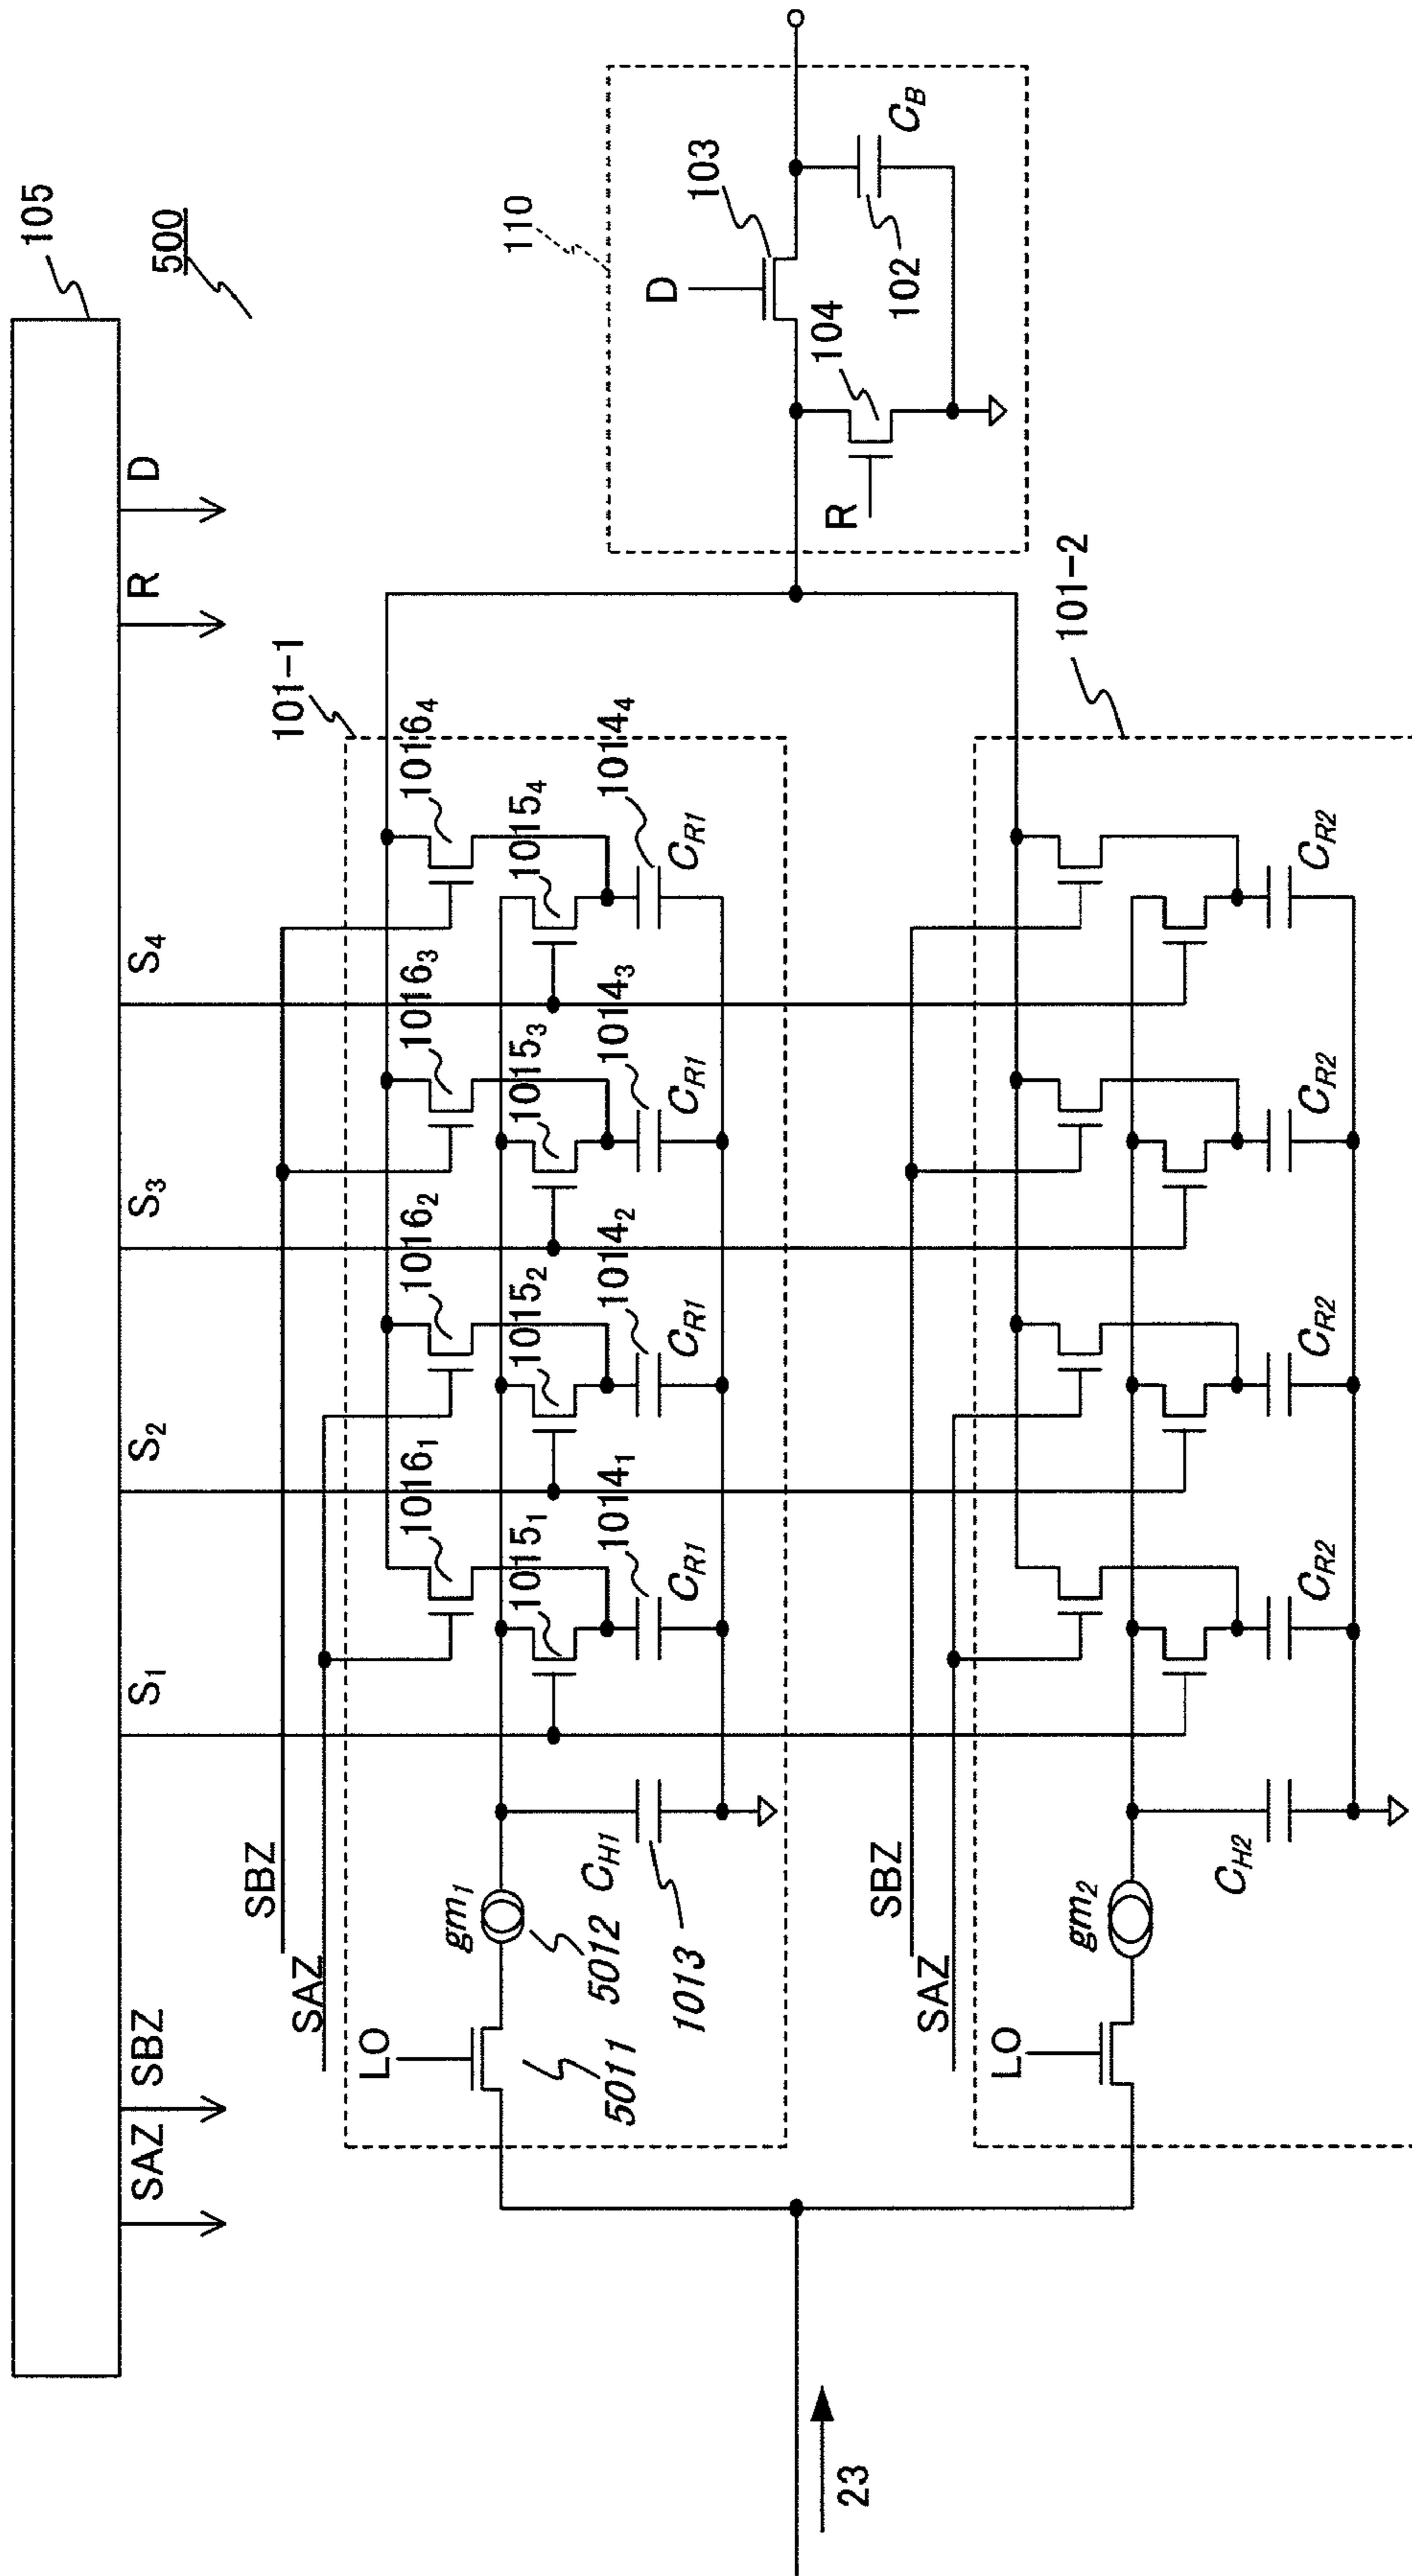 105
500
SAZ
SBZ
S1
S2
S3
S4
R
D
SBZ
SAZ
LO
5011
gm1
5012
CH1
1013
101-1
10161
10162
10163
10164
10151
10152
10153
10154
10141
10142
10143
10144
CR1
CR1
CR1
CR1
110
D
103
104
R
102
CB
23
101-2
SBZ
SAZ
LO
gm2
CH2
CR2
CR2
CR2
CR2